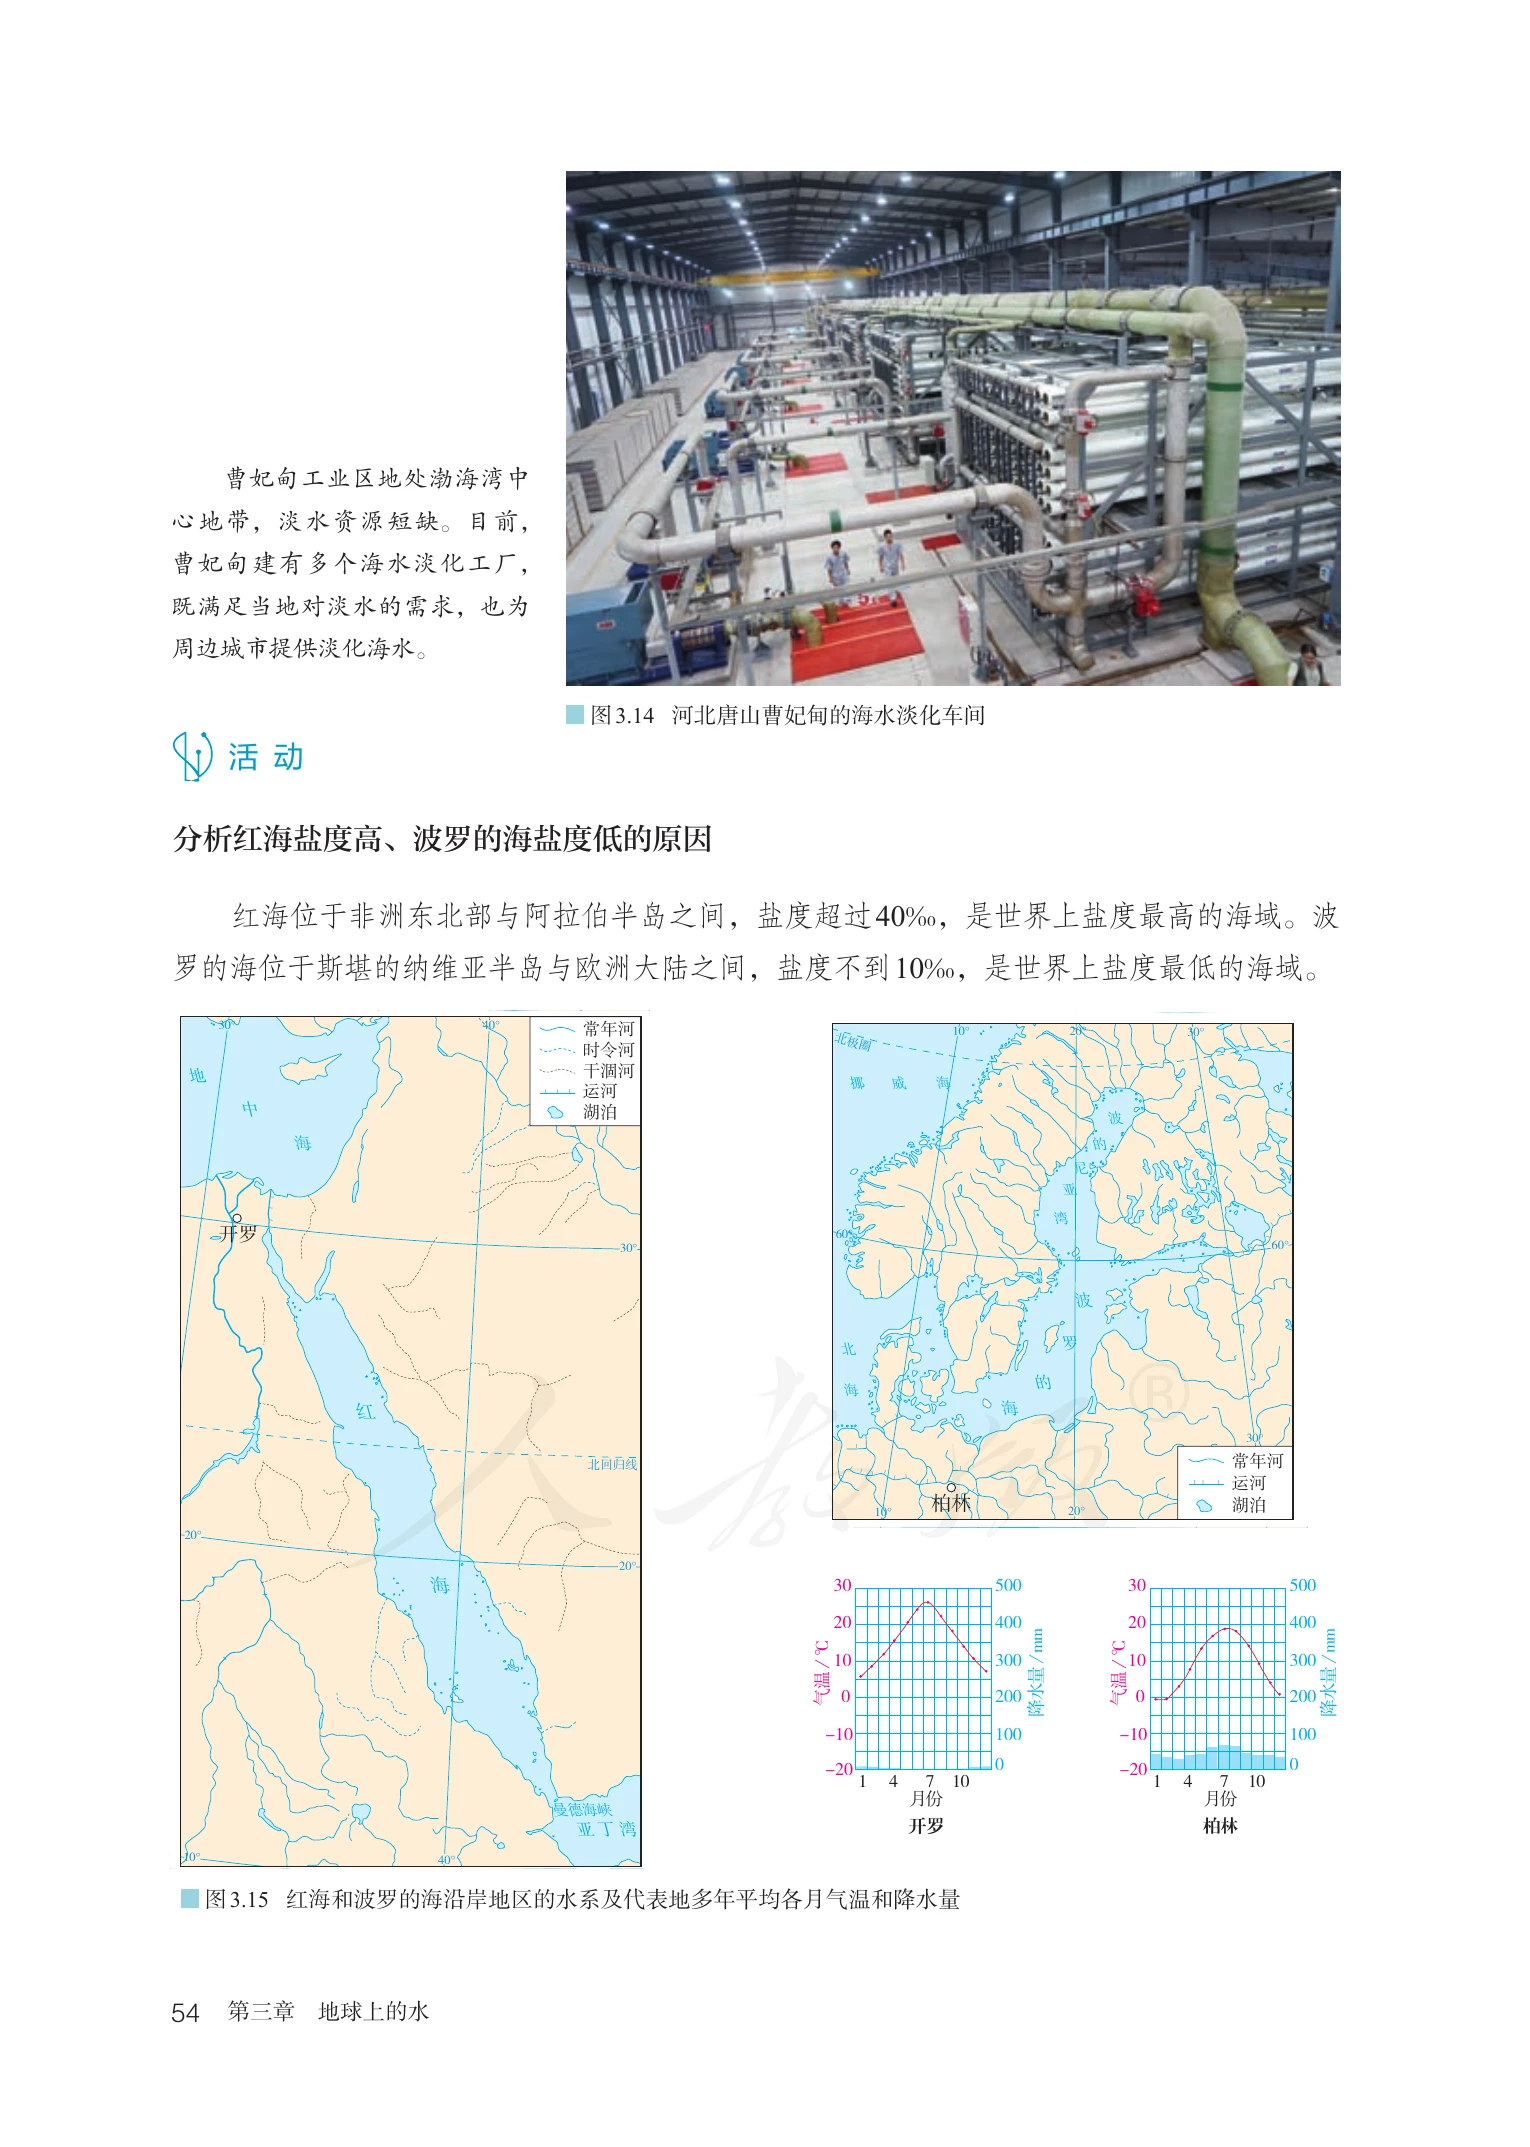 曹妃甸工业区地处渤海湾中
心地带，淡水资源短缺。目前，
曹妃甸建有多个海水淡化工厂，
既满足当地对淡水的需求，也为
周边城市提供淡化海水。
图3.14 河北唐山曹妃甸的海水淡化车间
活动
分析红海盐度高、波罗的海盐度低的原因
红海位于非洲东北部与阿拉伯半岛之间，盐度超过40‰，是世界上盐度最高的海域。波
罗的海位于斯堪的纳维亚半岛与欧洲大陆之间，盐度不到10‰，是世界上盐度最低的海域。
30° 40°
常年河
时令河
干涸河
运河
湖泊
地
中
海
开罗
30°
红
北回归线
20°
20°
海
曼德海峡
亚丁湾
10°
40°
10° 20° 30°
北极圈
挪 威 海
波
的
尼
亚
湾
60°
60°
波
罗
的
海
北
海
30°
常年河
运河
湖泊
柏林
10° 20°
30 500
20 400
10 300
0 200
-10 100
-20 0
气温/℃
降水量/mm
1 4 7 10
月份
开罗
30 500
20 400
10 300
0 200
-10 100
-20 0
气温/℃
降水量/mm
1 4 7 10
月份
柏林
人教版®
图3.15 红海和波罗的海沿岸地区的水系及代表地多年平均各月气温和降水量
54 第三章 地球上的水